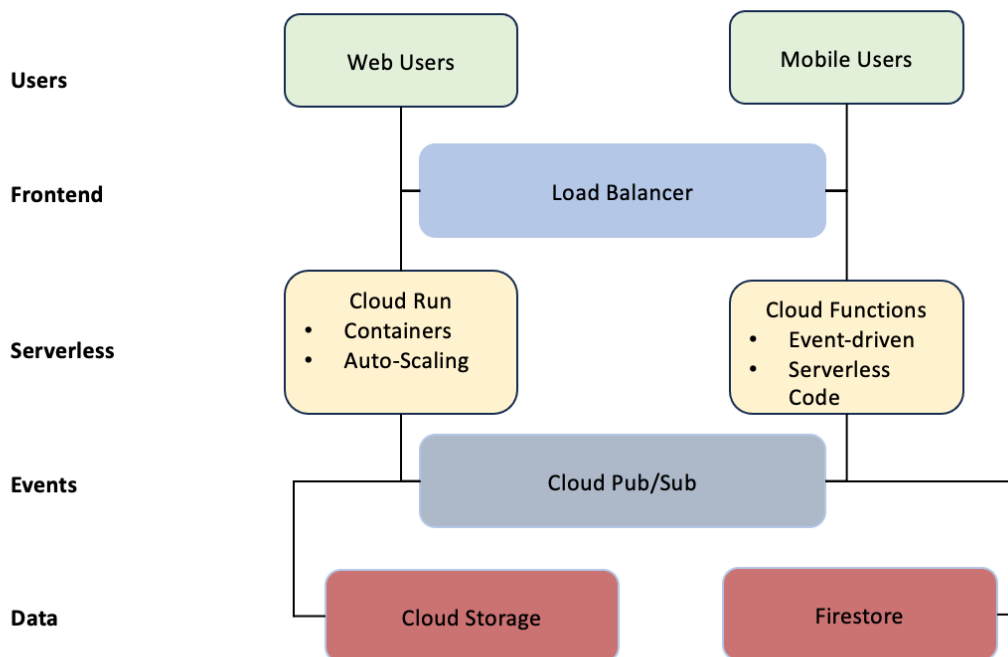 Users
Web Users
Mobile Users
Frontend
Load Balancer
Serverless
Cloud Run
• Containers
• Auto-Scaling
Cloud Functions
• Event-driven
• Serverless
Code
Events
Cloud Pub/Sub
Data
Cloud Storage
Firestore